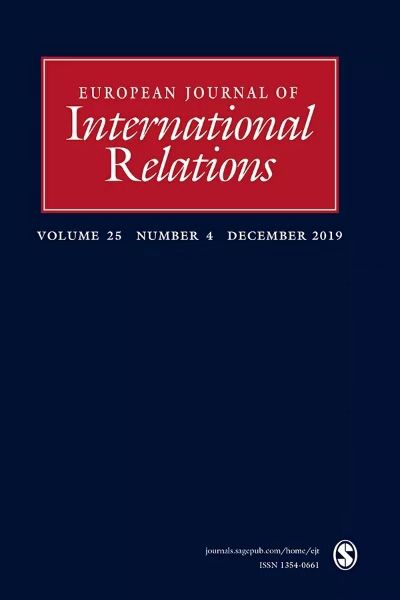 EUROPEAN JOURNAL OF
International
Relations
VOLUME 25 NUMBER 4 DECEMBER 2019
journals.sagepub.com/home/ejt
ISSN 1354-0661